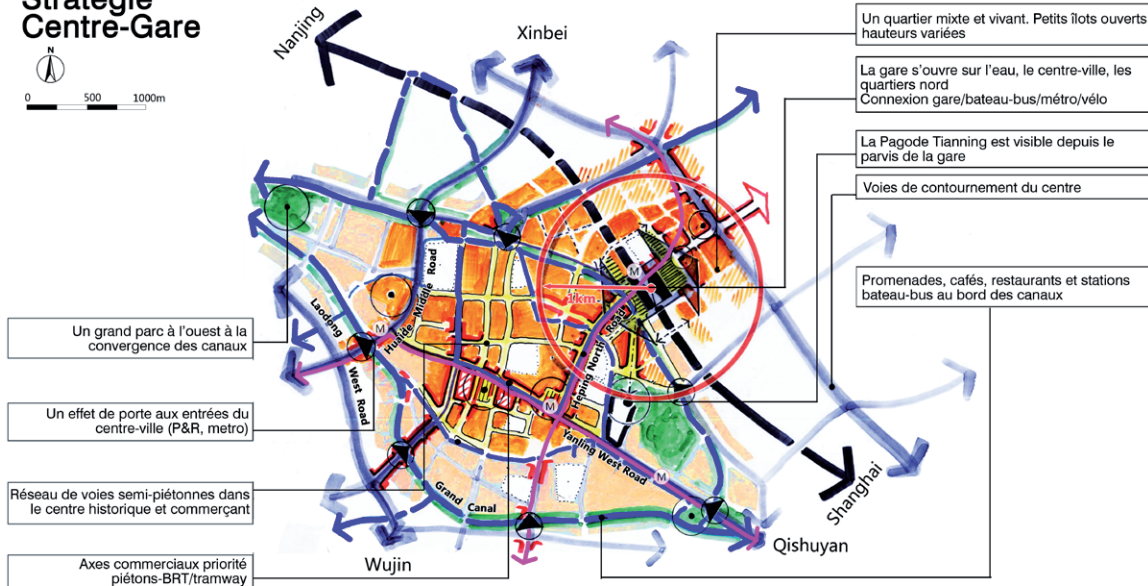 Stratégie
Centre-Gare
N
0 500 1000m
Nanjing
Xinbei
Un quartier mixte et vivant. Petits îlots ouverts
hauteurs variées
La gare s’ouvre sur l’eau, le centre-ville, les
quartiers nord
Connexion gare/bateau-bus/métro/vélo
La Pagode Tianning est visible depuis le
parvis de la gare
Voies de contournement du centre
Promenades, cafés, restaurants et stations
bateau-bus au bord des canaux
Un grand parc à l’ouest à la
convergence des canaux
Un effet de porte aux entrées du
centre-ville (P&R, metro)
Réseau de voies semi-piétonnes dans
le centre historique et commerçant
Axes commerciaux priorité
piétons-BRT/tramway
Laodong
West Road
Huaide Middle Road
M
M
1km
Heping North Road
M
Yanling West Road
M
Grand Canal
Wujin
Qishuyan
Shanghai